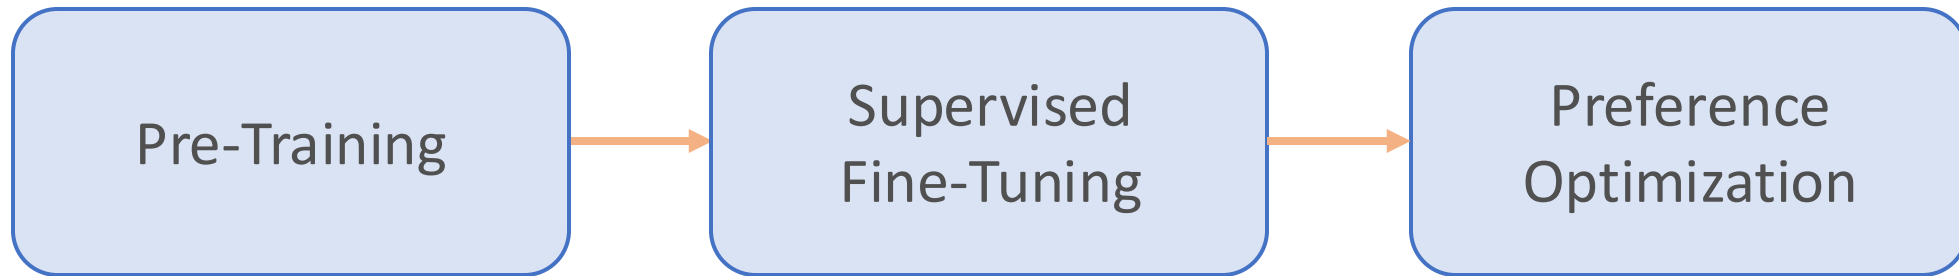 Pre-Training
Supervised
Fine-Tuning
Preference
Optimization